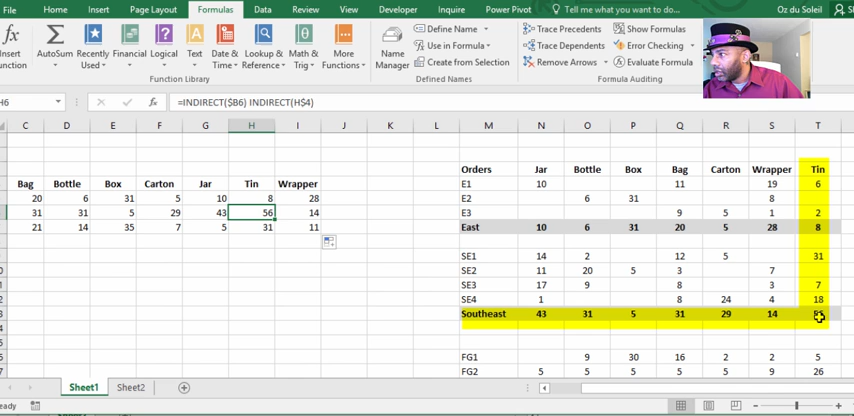 File Home Insert Page Layout Formulas Data Review View Developer Inquire Power Pivot Tell me what you want to do... Oz du Soleil
AutoSum Recently Used Financial Logical Text Date & Time Lookup & Reference Math & Trig More Functions
Function Library
Name Manager
Define Name
Use in Formula
Create from Selection
Defined Names
Trace Precedents Show Formulas
Trace Dependents Error Checking
Remove Arrows Evaluate Formula
Formula Auditing
H6 fx =INDIRECT($B6) INDIRECT(H$4)
C D E F G H I J K L M N O P Q R S T
Orders Jar Bottle Box Bag Carton Wrapper Tin
Bag Bottle Box Carton Jar Tin Wrapper E1 10 11 19 6
20 6 31 5 10 8 28 E2 6 31 8
31 31 5 29 43 56 14 E3 9 5 1 2
21 14 35 7 5 31 11 East 10 6 31 20 5 28 8
SE1 14 2 12 5 31
SE2 11 20 5 3 7
SE3 17 9 8 3 7
SE4 1 8 24 4 18
Southeast 43 31 5 31 29 14
FG1 9 30 16 2 2 5
FG2 5 5 5 5 5 9 26
Sheet1 Sheet2